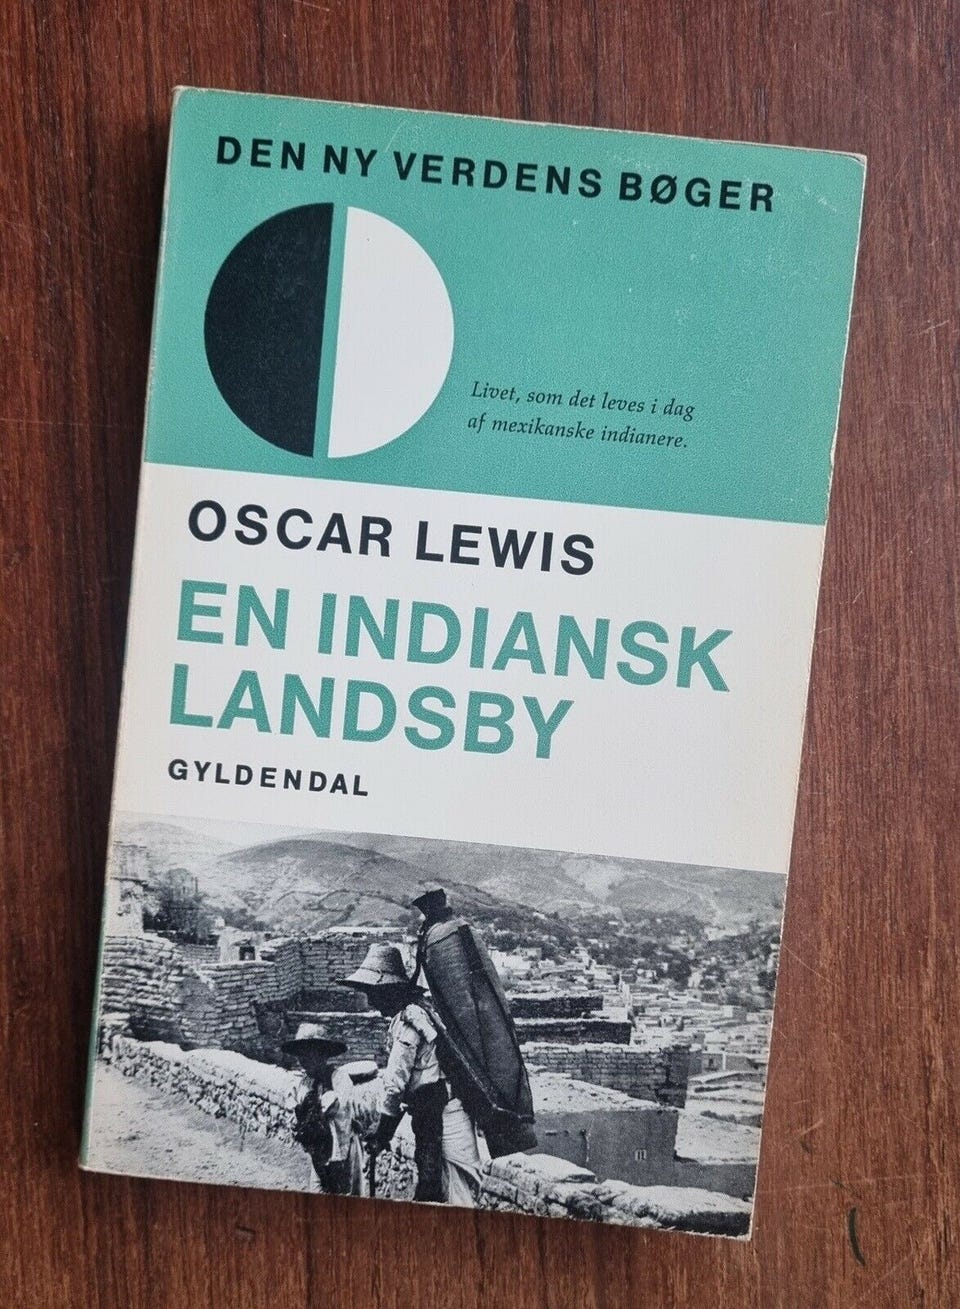 DEN NY VERDENS BØGER
Livet, som det leves i dag
af mexikanske indianere.
OSCAR LEWIS
EN INDIANSK
LANDSBY
GYLDENDAL